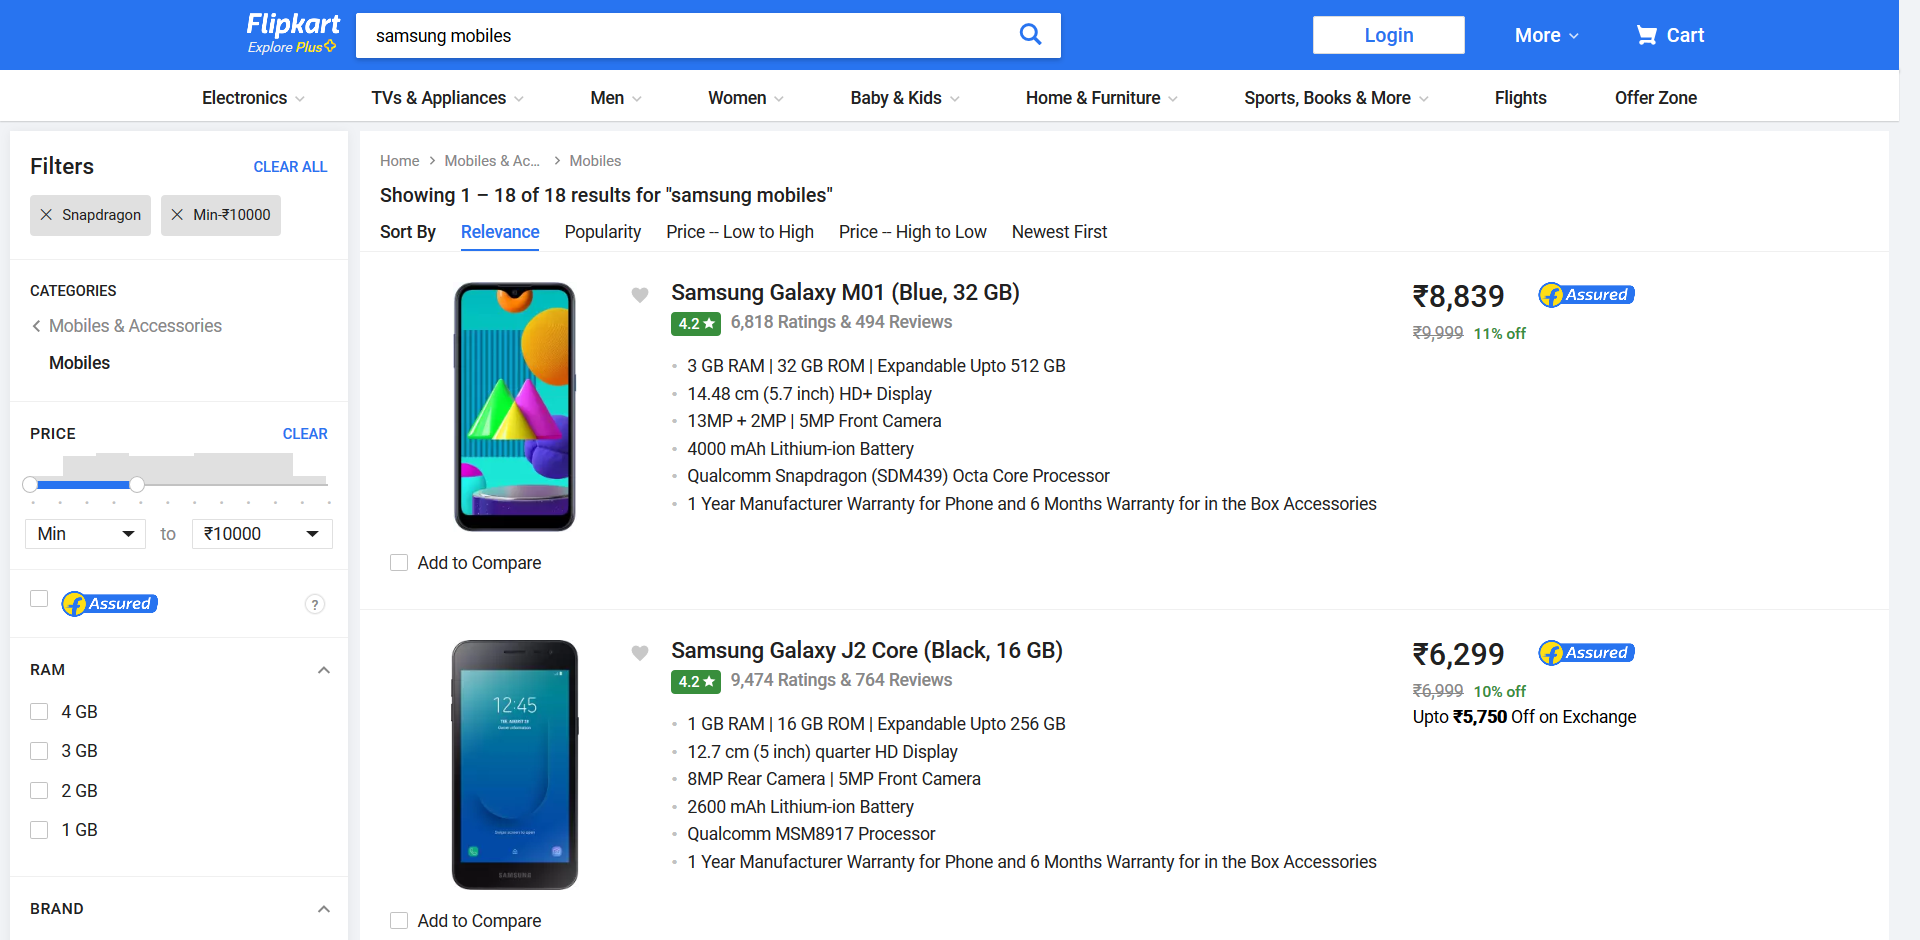 Flipkart
Explore Plus
samsung mobiles
Login
More
Cart
Electronics
TVs & Appliances
Men
Women
Baby & Kids
Home & Furniture
Sports, Books & More
Flights
Offer Zone
Filters
CLEAR ALL
Snapdragon
Min-₹10000
CATEGORIES
Mobiles & Accessories
Mobiles
PRICE
CLEAR
Min
to
₹10000
Assured
?
RAM
4 GB
3 GB
2 GB
1 GB
BRAND
Home
Mobiles & Ac...
Mobiles
Showing 1 – 18 of 18 results for "samsung mobiles"
Sort By
Relevance
Popularity
Price -- Low to High
Price -- High to Low
Newest First
Samsung Galaxy M01 (Blue, 32 GB)
4.2
6,818 Ratings & 494 Reviews
3 GB RAM | 32 GB ROM | Expandable Upto 512 GB
14.48 cm (5.7 inch) HD+ Display
13MP + 2MP | 5MP Front Camera
4000 mAh Lithium-ion Battery
Qualcomm Snapdragon (SDM439) Octa Core Processor
1 Year Manufacturer Warranty for Phone and 6 Months Warranty for in the Box Accessories
₹8,839
Assured
₹9,999
11% off
Add to Compare
12:45
SAMSUNG
Samsung Galaxy J2 Core (Black, 16 GB)
4.2
9,474 Ratings & 764 Reviews
1 GB RAM | 16 GB ROM | Expandable Upto 256 GB
12.7 cm (5 inch) quarter HD Display
8MP Rear Camera | 5MP Front Camera
2600 mAh Lithium-ion Battery
Qualcomm MSM8917 Processor
1 Year Manufacturer Warranty for Phone and 6 Months Warranty for in the Box Accessories
₹6,299
Assured
₹6,999
10% off
Upto ₹5,750 Off on Exchange
Add to Compare